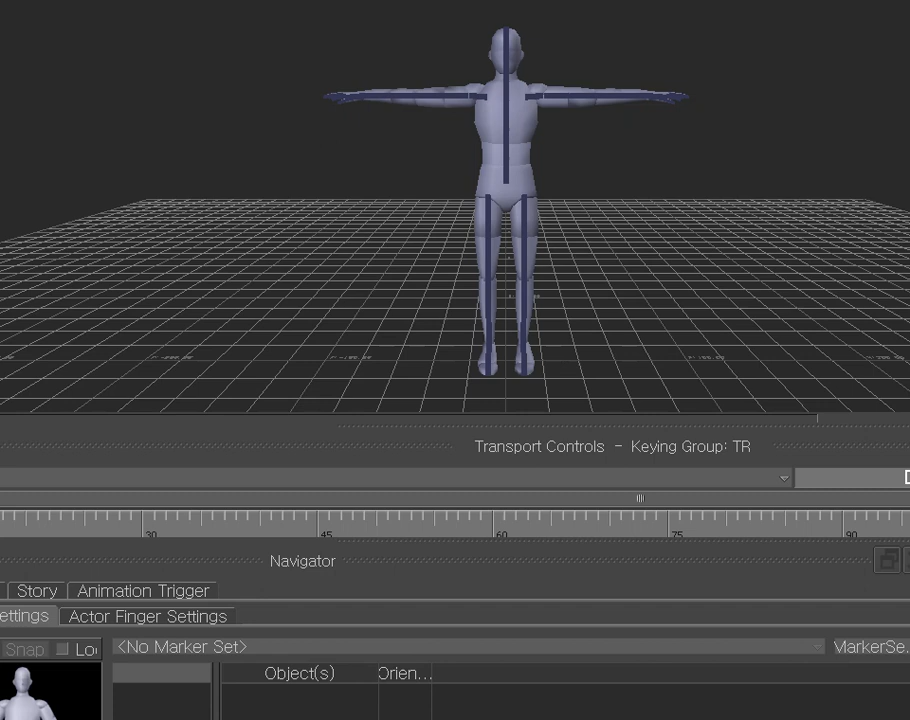 Transport Controls - Keying Group: TR
30 45 60 75 90
Navigator
Story Animation Trigger
ettings Actor Finger Settings
Snap Lo
<No Marker Set> MarkerSe...
Object(s) Orien...